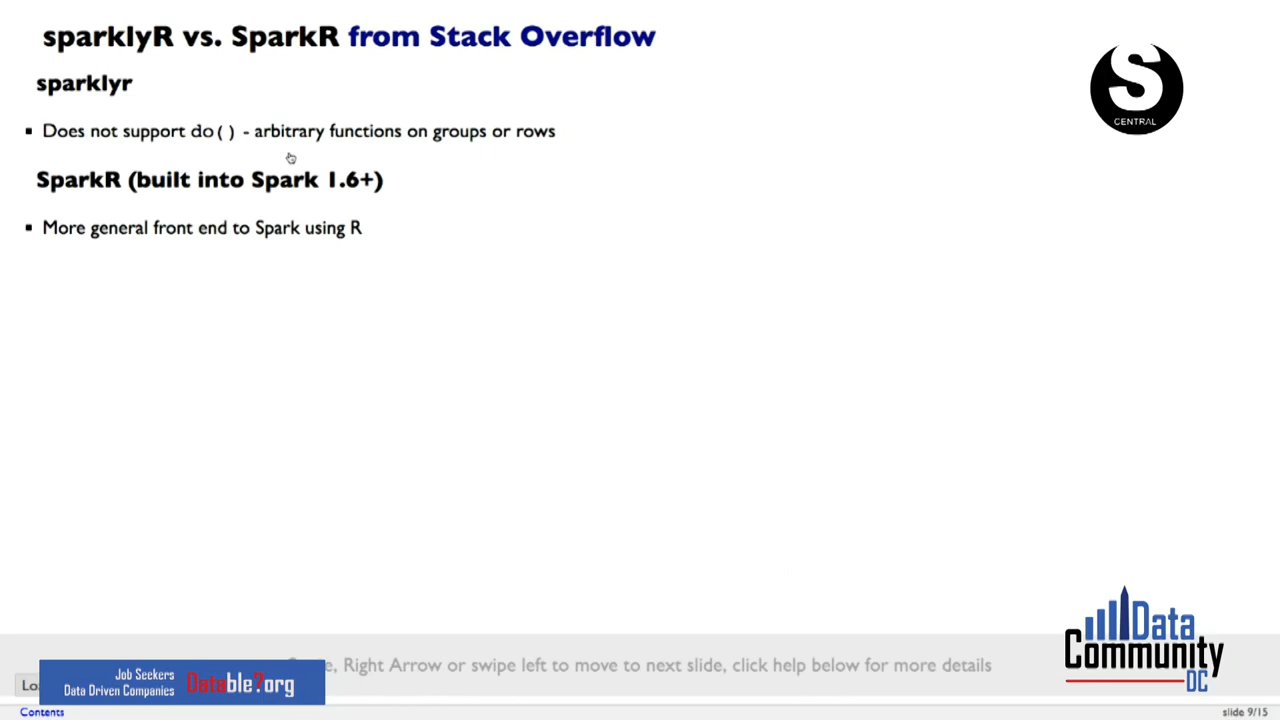 sparklyR vs. SparkR from Stack Overflow
sparklyr
▪ Does not support do() - arbitrary functions on groups or rows
SparkR (built into Spark 1.6+)
▪ More general front end to Spark using R
S
CENTRAL
Right Arrow or swipe left to move to next slide, click help below for more details
Job Seekers
Data Driven Companies
Datable?org
Data
Community
DC
Contents
slide 9/15